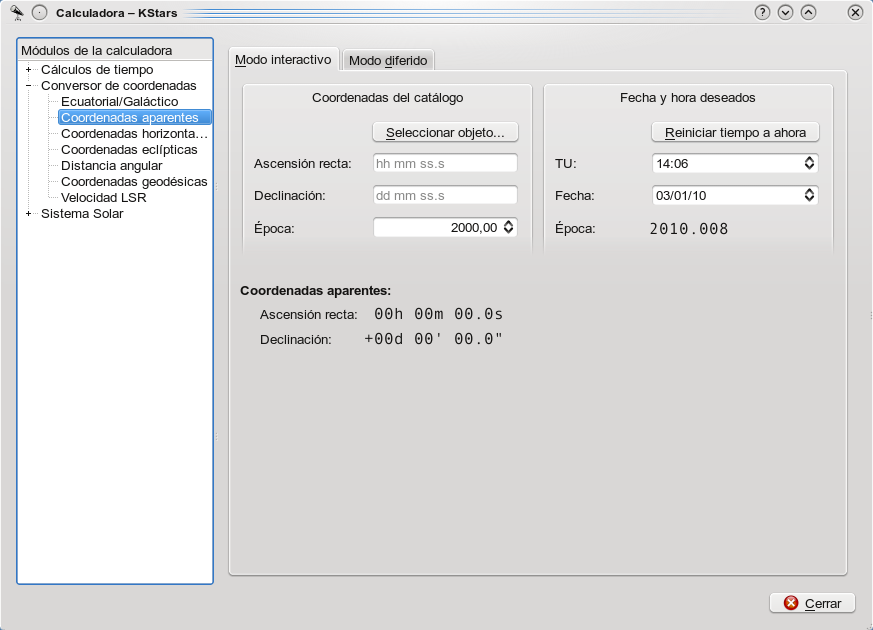 Calculadora – KStars
Módulos de la calculadora
Cálculos de tiempo
Conversor de coordenadas
Ecuatorial/Galáctico
Coordenadas aparentes
Coordenadas horizonta...
Coordenadas eclípticas
Distancia angular
Coordenadas geodésicas
Velocidad LSR
Sistema Solar
Modo interactivo
Modo diferido
Coordenadas del catálogo
Seleccionar objeto...
Ascensión recta: hh mm ss.s
Declinación: dd mm ss.s
Época: 2000,00
Fecha y hora deseados
Reiniciar tiempo a ahora
TU: 14:06
Fecha: 03/01/10
Época: 2010.008
Coordenadas aparentes:
Ascensión recta: 00h 00m 00.0s
Declinación: +00d 00' 00.0"
Cerrar